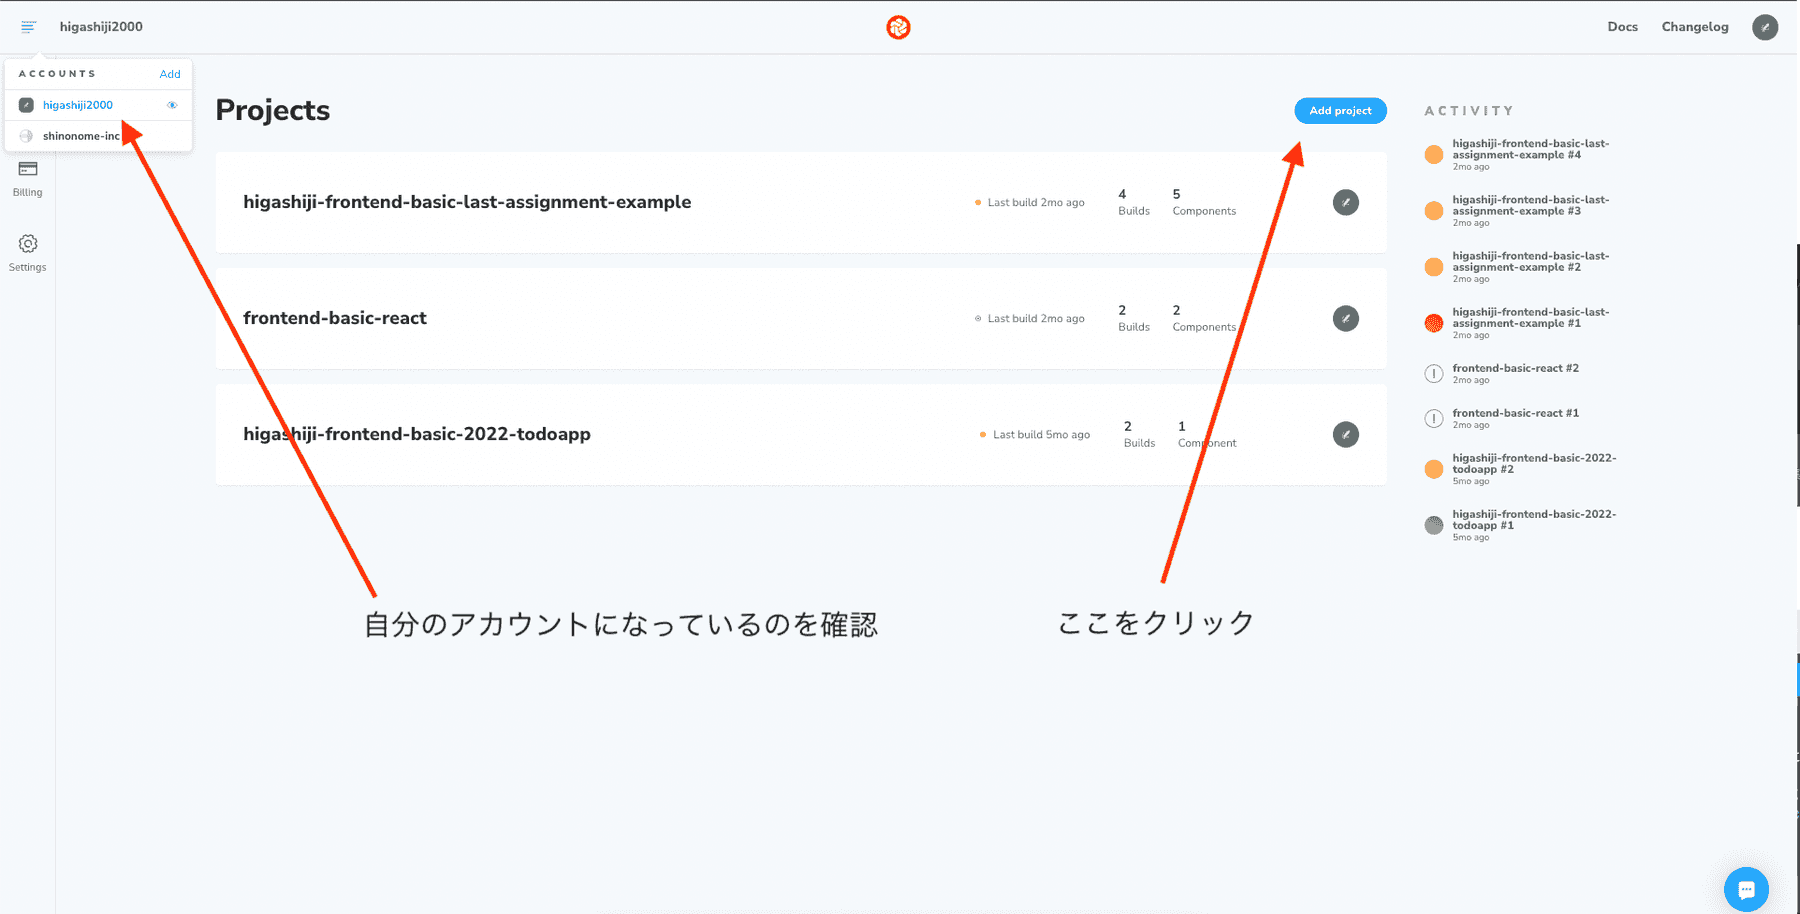 higashiji2000
Docs
Changelog
ACCOUNTS
Add
higashiji2000
shinonome-inc
Billing
Settings
Projects
Add project
higashiji-frontend-basic-last-assignment-example
Last build 2mo ago
4
Builds
5
Components
frontend-basic-react
Last build 2mo ago
2
Builds
2
Components
higashiji-frontend-basic-2022-todoapp
Last build 5mo ago
2
Builds
1
Component
ACTIVITY
higashiji-frontend-basic-last-
assignment-example #4
2mo ago
higashiji-frontend-basic-last-
assignment-example #3
2mo ago
higashiji-frontend-basic-last-
assignment-example #2
2mo ago
higashiji-frontend-basic-last-
assignment-example #1
2mo ago
frontend-basic-react #2
2mo ago
frontend-basic-react #1
2mo ago
higashiji-frontend-basic-2022-
todoapp #2
5mo ago
higashiji-frontend-basic-2022-
todoapp #1
5mo ago
自分のアカウントになっているのを確認
ここをクリック